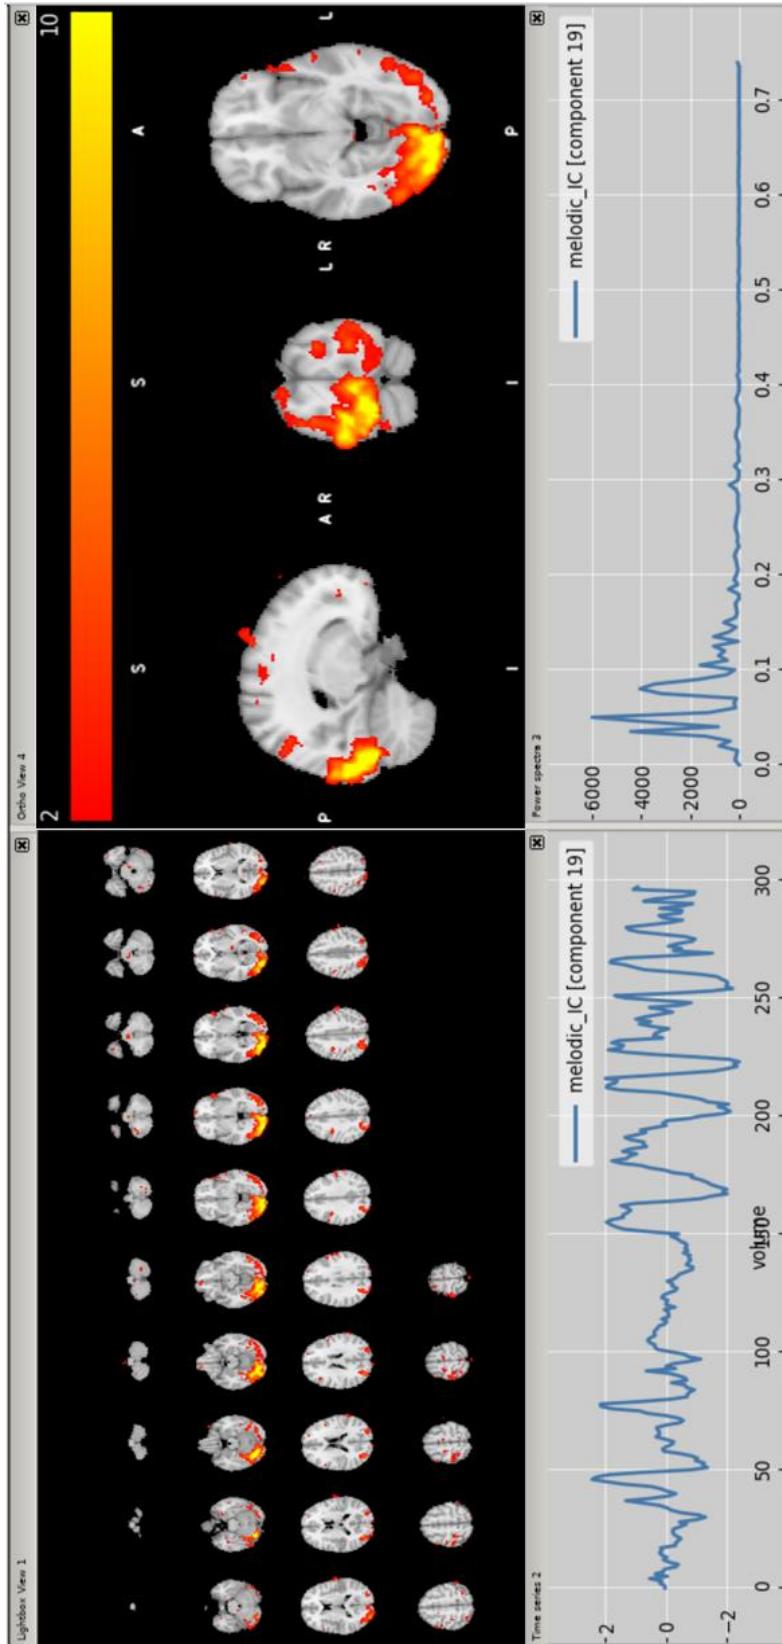 Lightbox View 1
Ortho View 4
2
10
S
S
A
P
A R
L R
L
I
I
P
Time series 2
melodic_IC [component 19]
2
0
−2
0
50
100
150
200
250
300
volume
Power spectra 3
melodic_IC [component 19]
6000
4000
2000
0
0.0
0.1
0.2
0.3
0.4
0.5
0.6
0.7